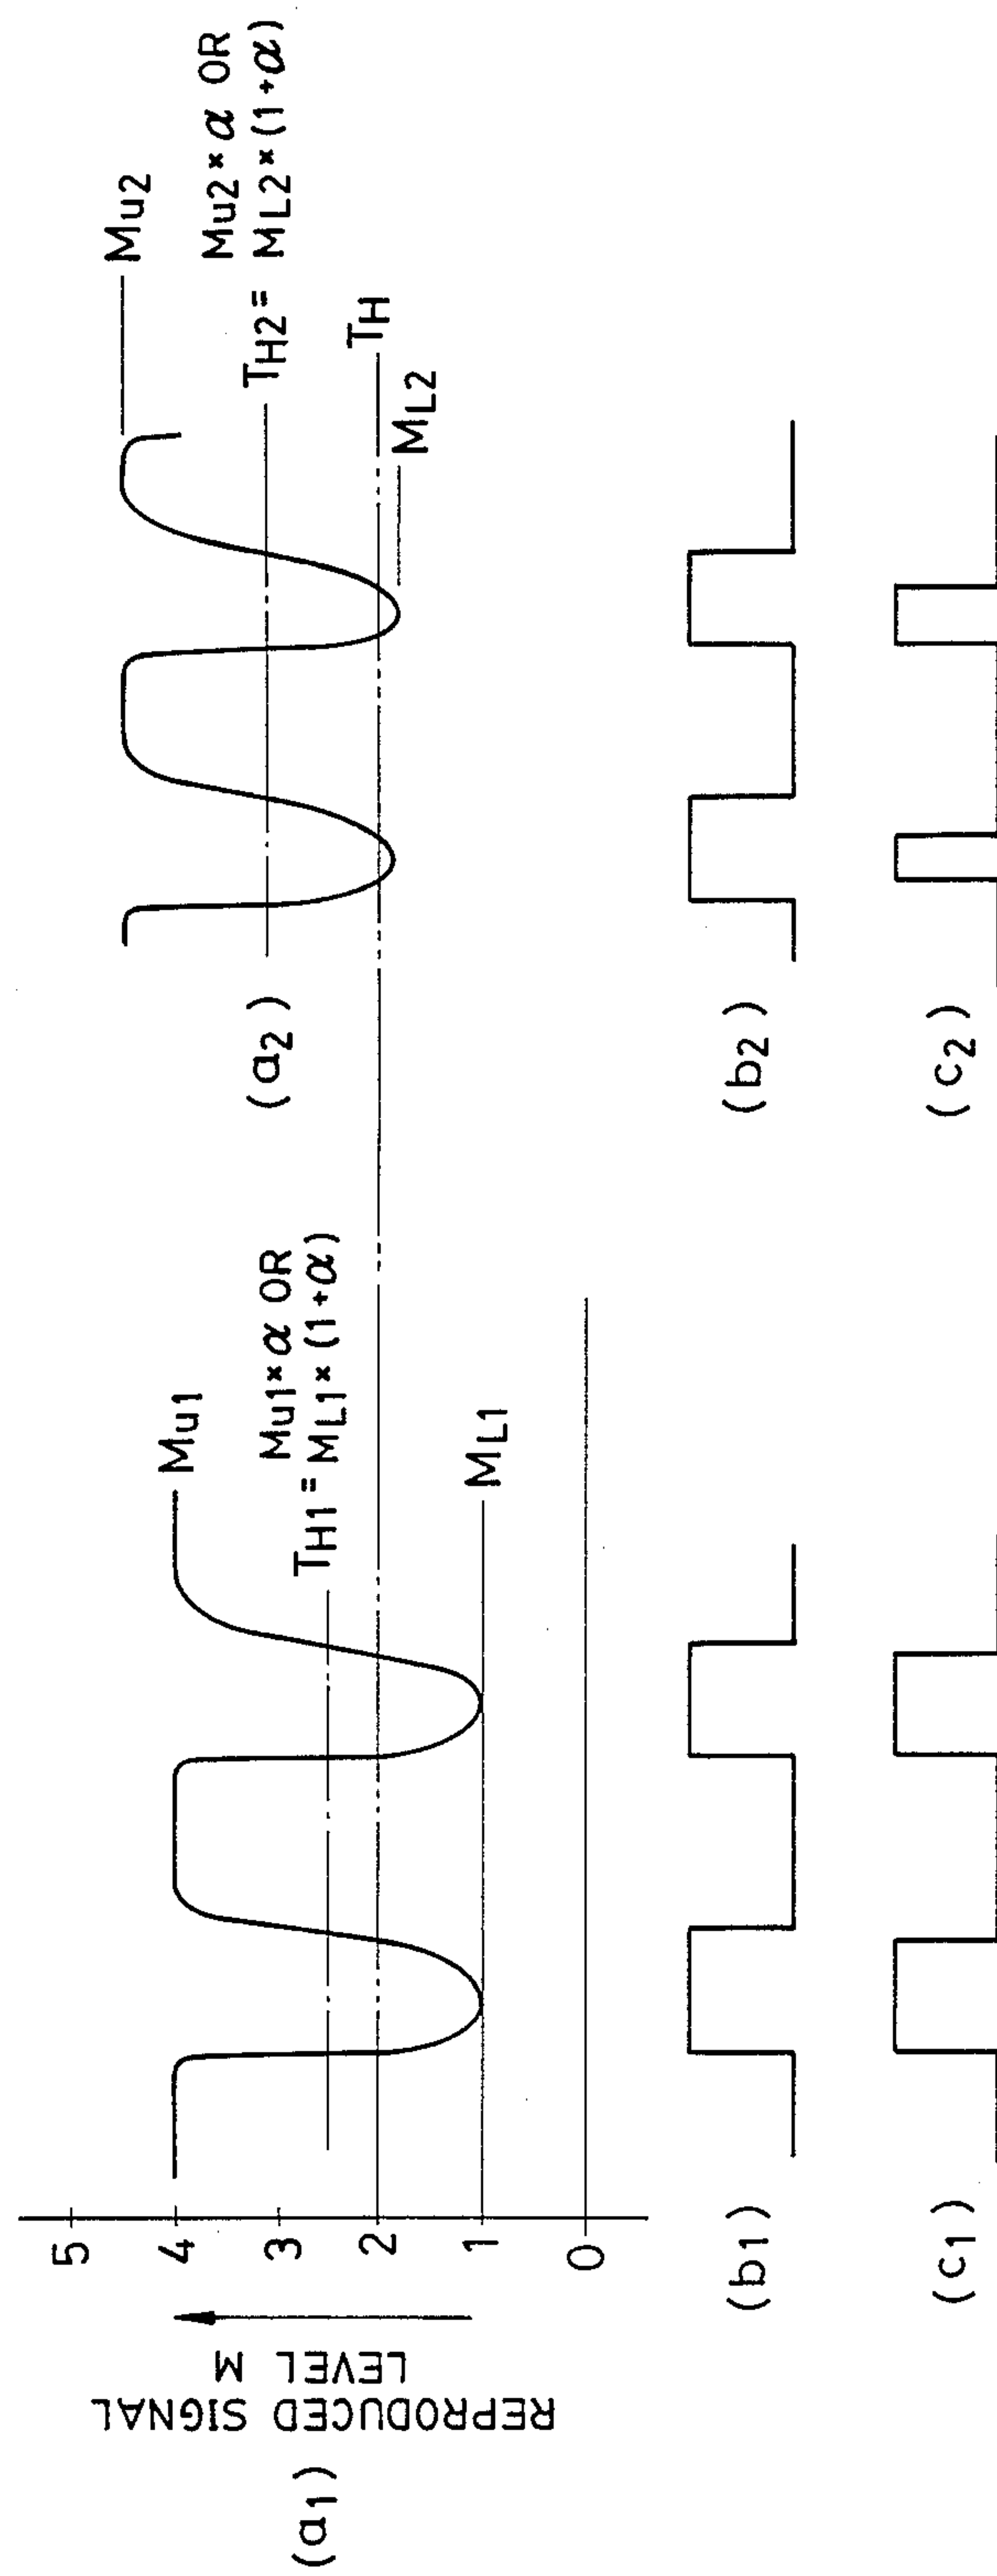 (a1)
REPRODUCED SIGNAL
LEVEL M
5
4
3
2
1
0
Mu1
Mu1×α OR
TH1=ML1×(1+α)
ML1
(a2)
Mu2
Mu2×α OR
TH2=ML2×(1+α)
TH
ML2
(b1)
(b2)
(c1)
(c2)